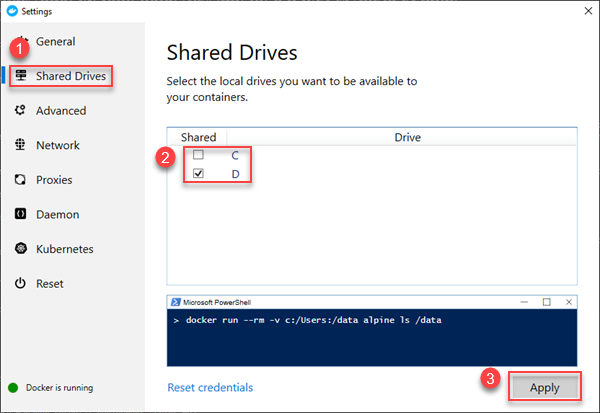 Settings
1
General
Shared Drives
Advanced
Network
Proxies
Daemon
Kubernetes
Reset
Docker is running
Shared Drives
Select the local drives you want to be available to
your containers.
Shared Drive
2
C
D
Microsoft PowerShell
> docker run --rm -v c:/Users:/data alpine ls /data
Reset credentials
3
Apply